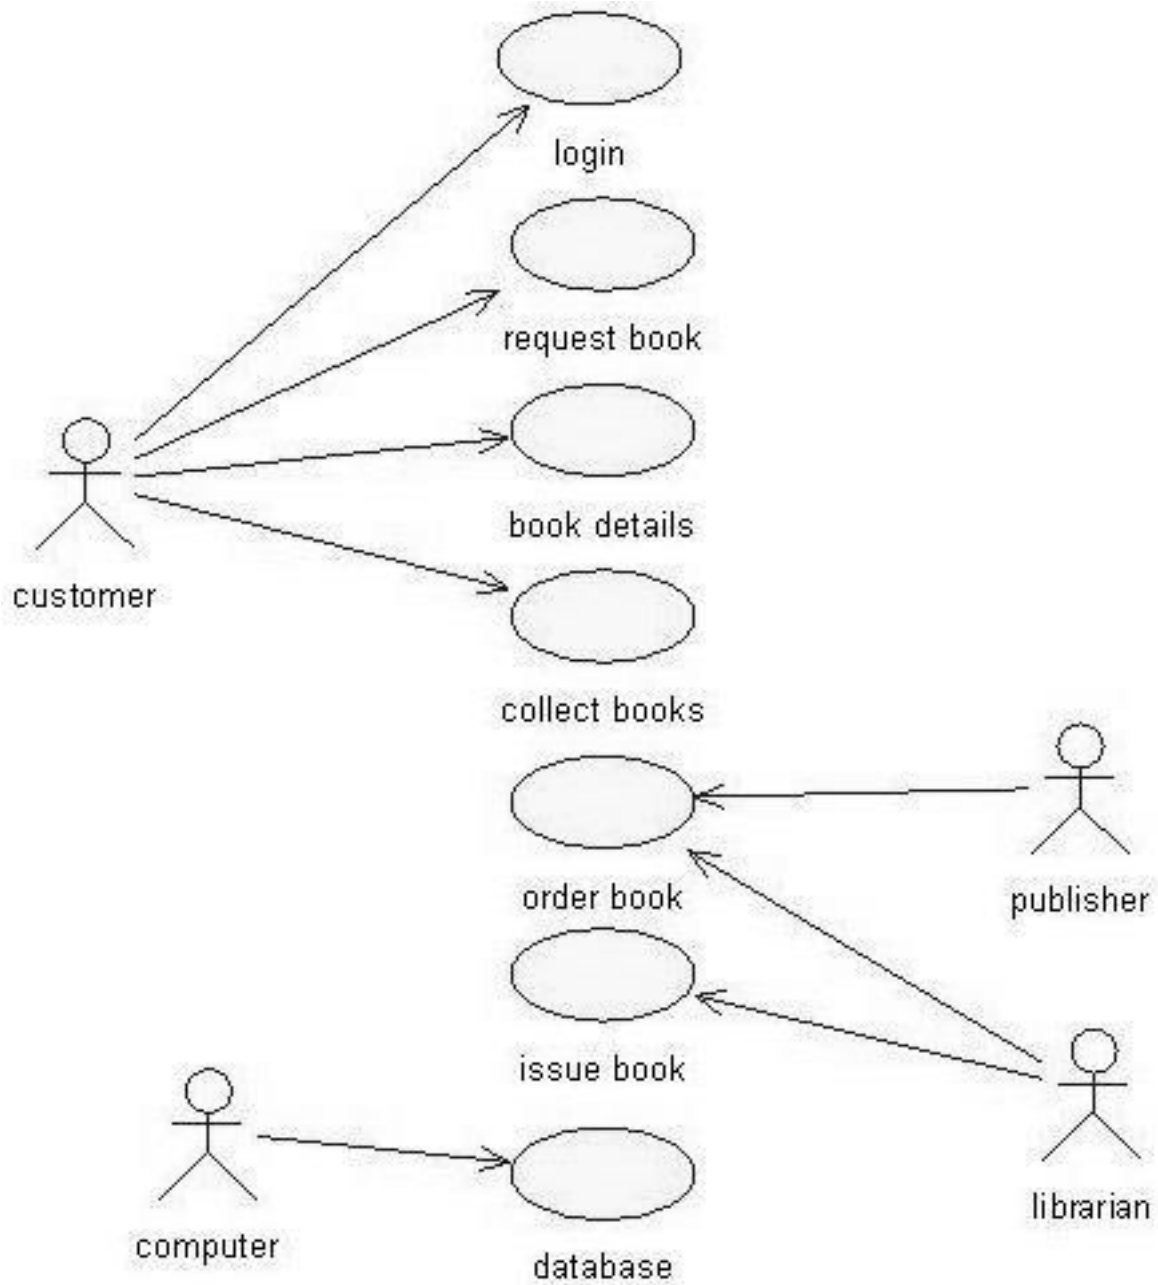 login
request book
book details
customer
collect books
order book
publisher
issue book
librarian
computer
database